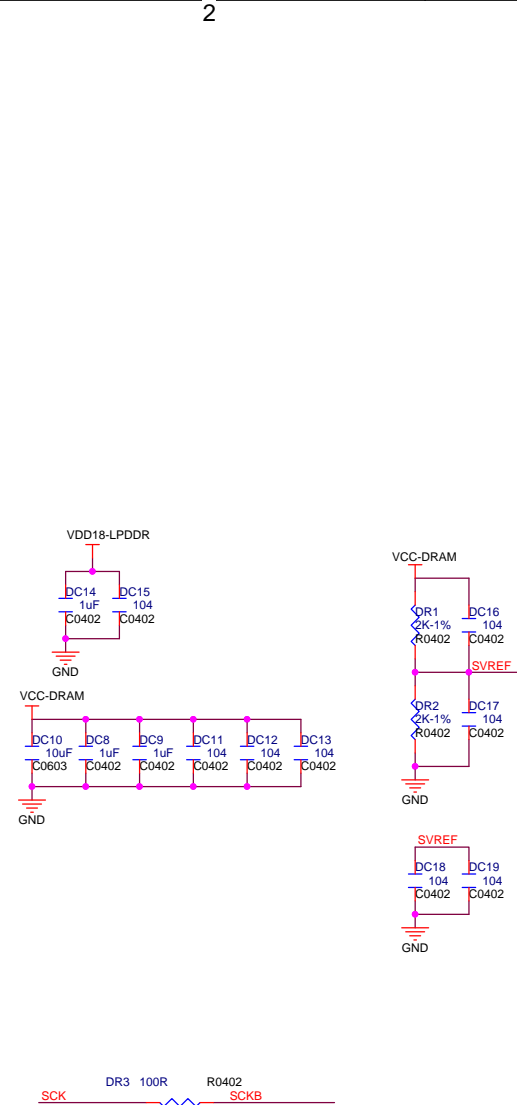 2
VDD18-LPDDR
DC14 DC15
1uF 104
C0402 C0402
GND
VCC-DRAM
DR1 DC16
2K-1% 104
R0402 C0402
SVREF
DR2 DC17
2K-1% 104
R0402 C0402
GND
VCC-DRAM
DC10 DC8 DC9 DC11 DC12 DC13
10uF 1uF 1uF 104 104 104
C0603 C0402 C0402 C0402 C0402 C0402
GND
SVREF
DC18 DC19
104 104
C0402 C0402
GND
DR3 100R R0402
SCK SCKB